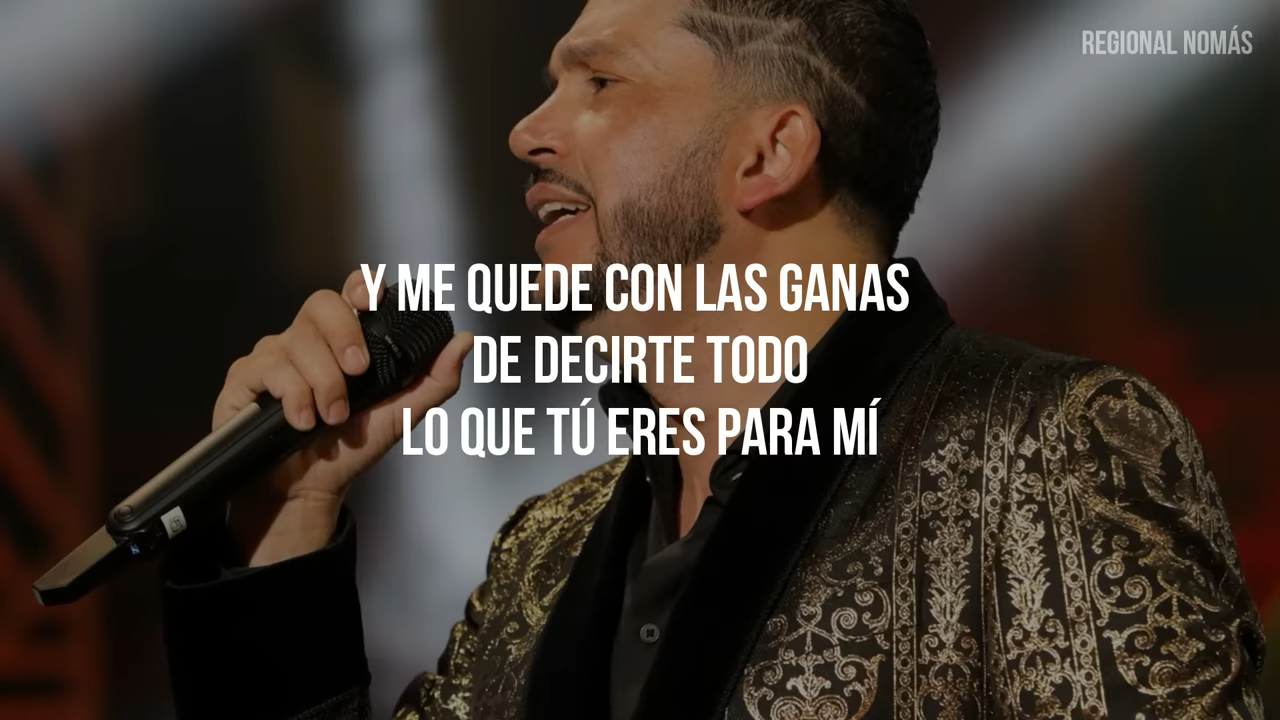 REGIONAL NOMÁS
Y ME QUEDE CON LAS GANAS
DE DECIRTE TODO
LO QUE TÚ ERES PARA MÍ